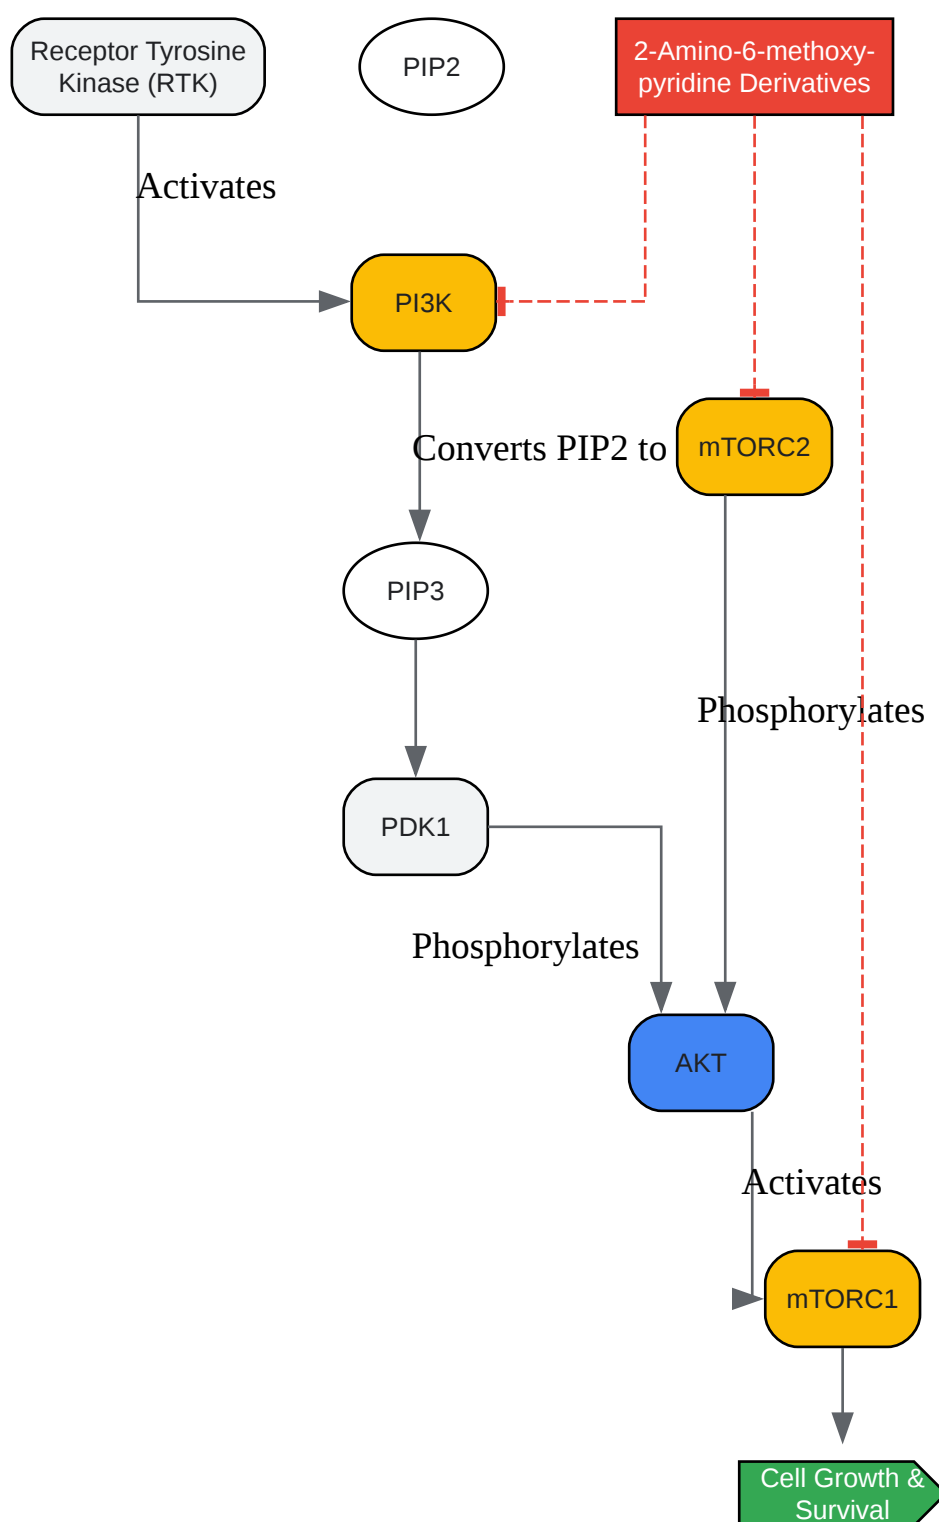 Receptor Tyrosine
Kinase (RTK)
PIP2
2-Amino-6-methoxy-
pyridine Derivatives
Activates
PI3K
Converts PIP2 to
mTORC2
PIP3
Phosphorylates
PDK1
Phosphorylates
AKT
Activates
mTORC1
Cell Growth &
Survival